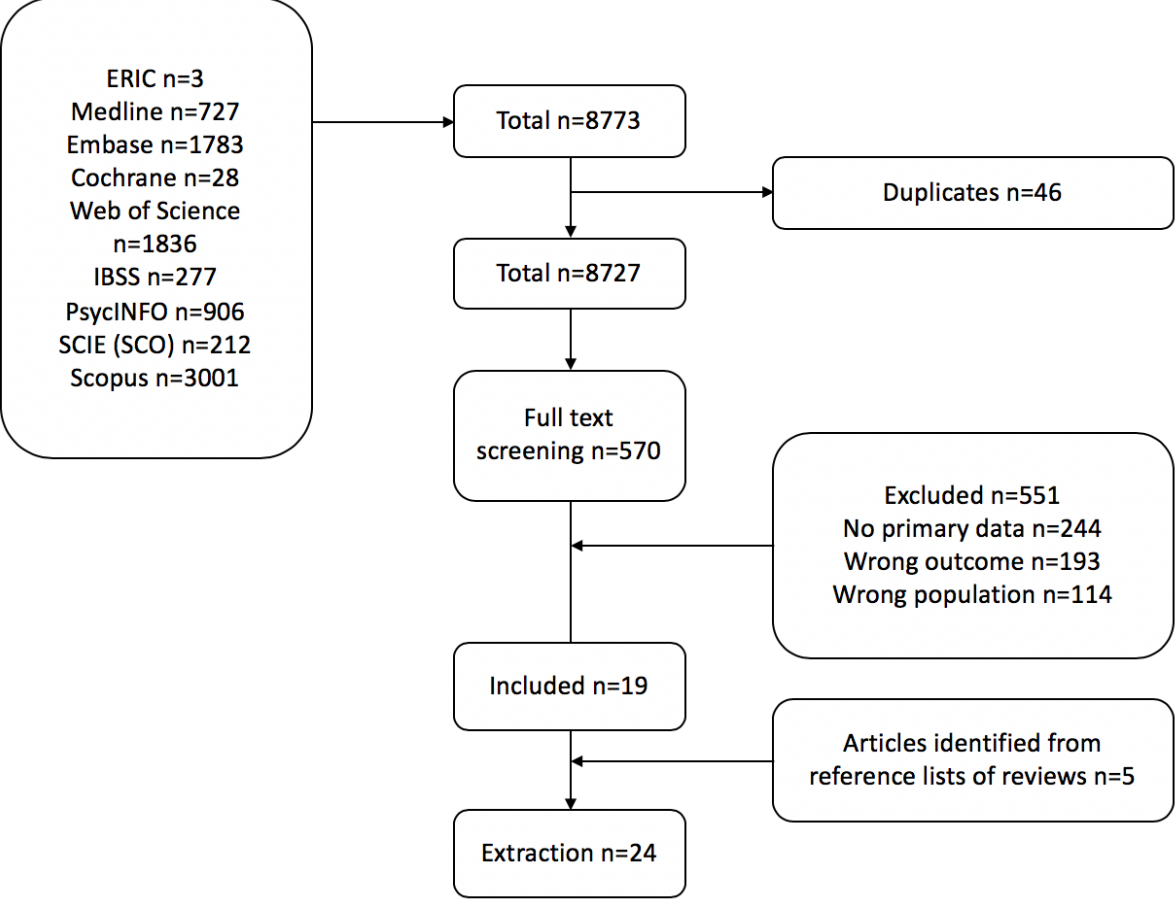 ERIC n=3
Medline n=727
Embase n=1783
Cochrane n=28
Web of Science
n=1836
IBSS n=277
PsycINFO n=906
SCIE (SCO) n=212
Scopus n=3001
Total n=8773
Duplicates n=46
Total n=8727
Full text
screening n=570
Excluded n=551
No primary data n=244
Wrong outcome n=193
Wrong population n=114
Included n=19
Articles identified from
reference lists of reviews n=5
Extraction n=24